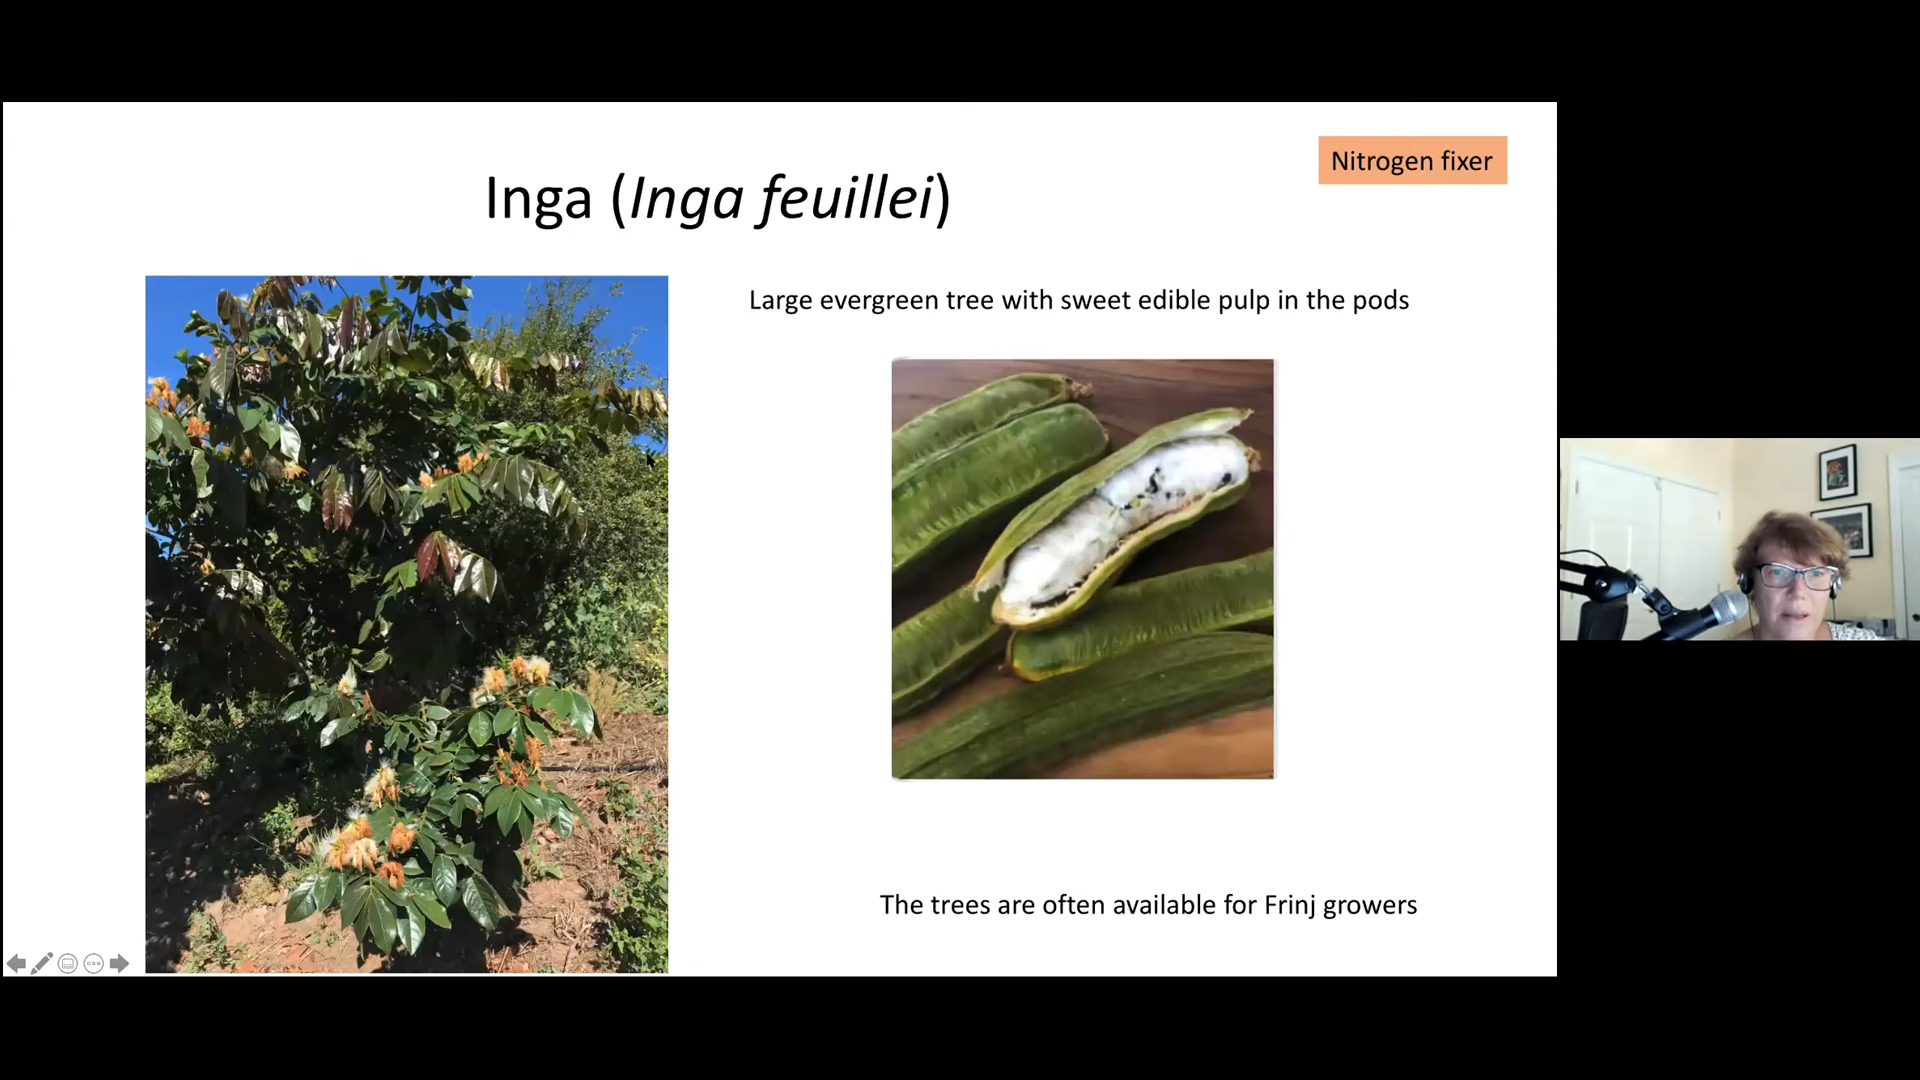 Nitrogen fixer
Inga (Inga feuillei)
Large evergreen tree with sweet edible pulp in the pods
The trees are often available for Frinj growers